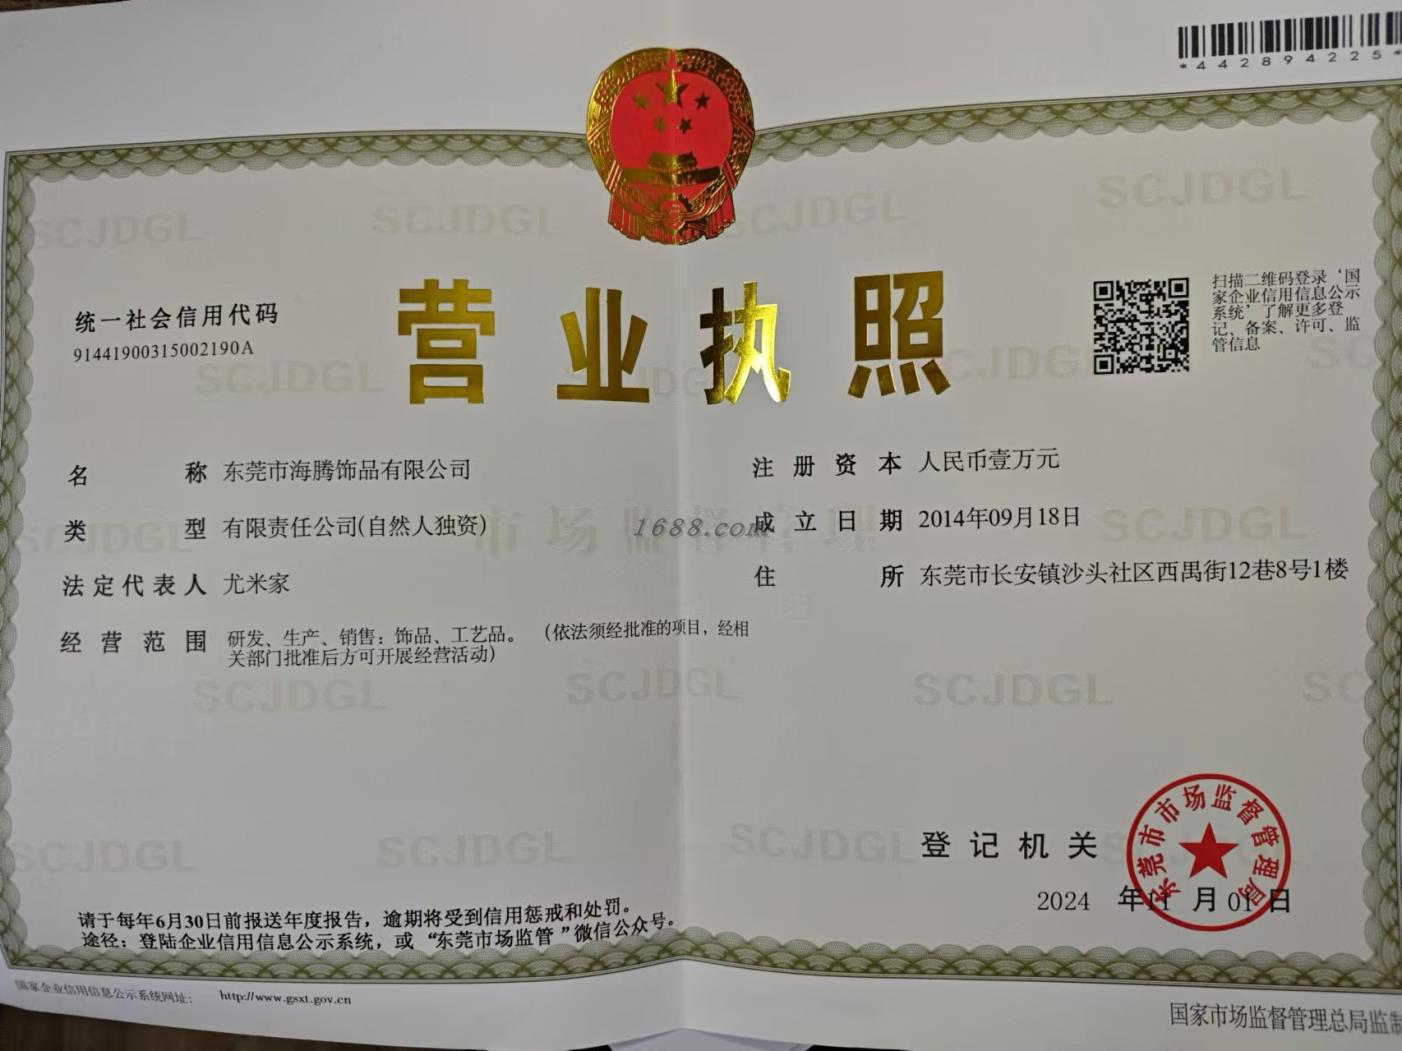 *442894225*
统一社会信用代码
91441900315002190A
营业执照
扫描二维码登录‘国
家企业信用信息公示
系统’了解更多登
记、备案、许可、监
管信息
名称 东莞市海腾饰品有限公司
类型 有限责任公司(自然人独资)
法定代表人 尤米家
经营范围 研发、生产、销售：饰品、工艺品。（依法须经批准的项目，经相
关部门批准后方可开展经营活动）
注册资本 人民币壹万元
成立日期 2014年09月18日
住所 东莞市长安镇沙头社区西禺街12巷8号1楼
1688.com
市场监督管理
SCJDGL
登记机关
东莞市市场监督管理局
2024 年11月01日
请于每年6月30日前报送年度报告，逾期将受到信用惩戒和处罚。
途径：登陆企业信用信息公示系统，或“东莞市场监管”微信公众号。
国家企业信用信息公示系统网址： http://www.gsxt.gov.cn
国家市场监督管理总局监制